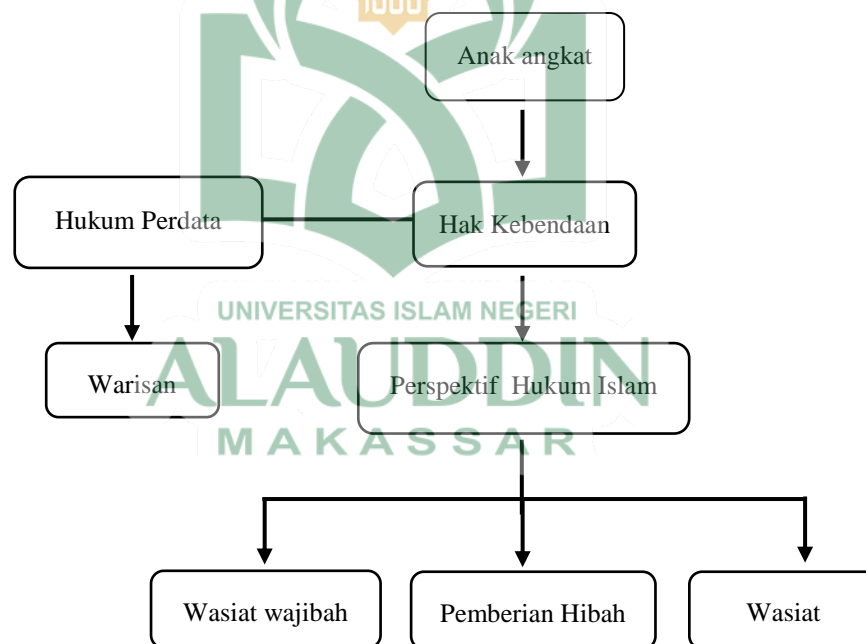 Anak angkat
Hukum Perdata
Hak Kebendaan
UNIVERSITAS ISLAM NEGERI
ALAUDDIN
MAKASSAR
Warisan
Perspektif Hukum Islam
Wasiat wajibah
Pemberian Hibah
Wasiat